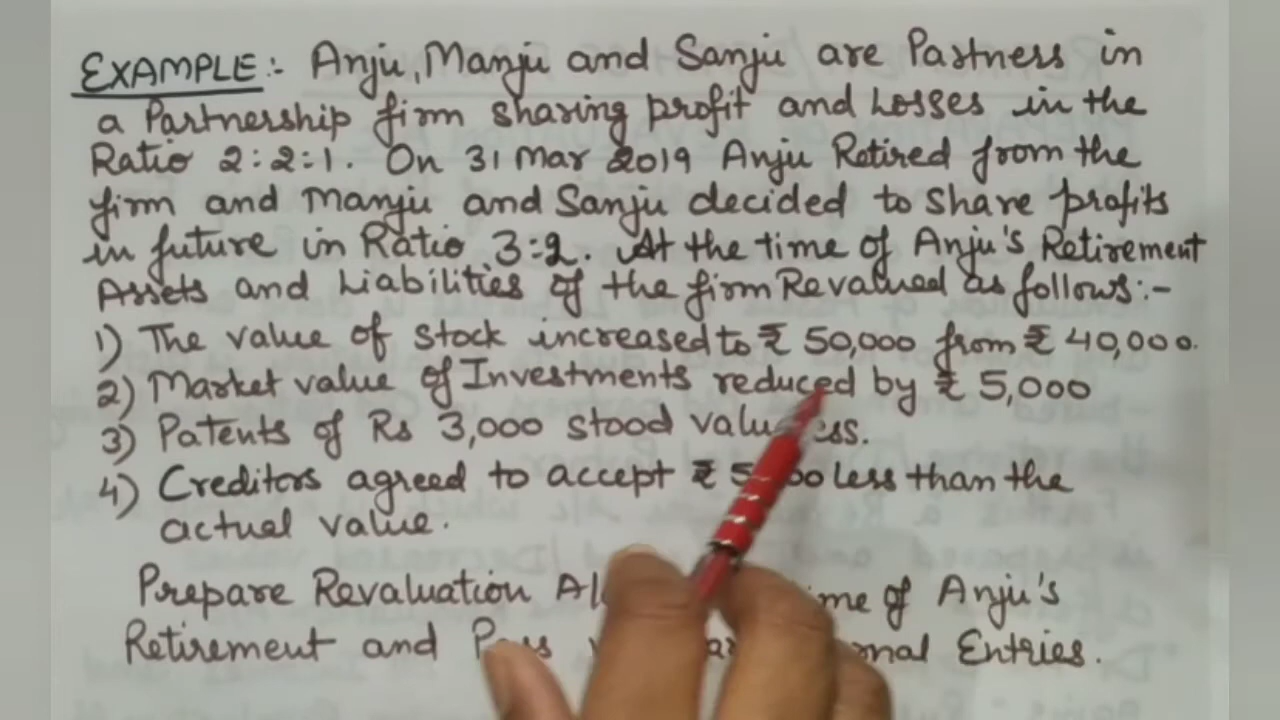 EXAMPLE:- Anju, Manju and Sanju are Partners in
a Partnership firm sharing profit and Losses in the
Ratio 2:2:1. On 31 Mar 2019 Anju Retired from the
firm and Manju and Sanju decided to share profits
in future in Ratio 3:2. At the time of Anju's Retirement
Assets and Liabilities of the firm Revalued as follows:-
1) The value of stock increased to ₹ 50,000 from ₹ 40,000.
2) Market value of Investments reduced by ₹ 5,000
3) Patents of Rs 3,000 stood
4) Creditors agreed to accept ₹ less than the
actual value.
Prepare Revaluation of Anju's
Retirement and Entries.